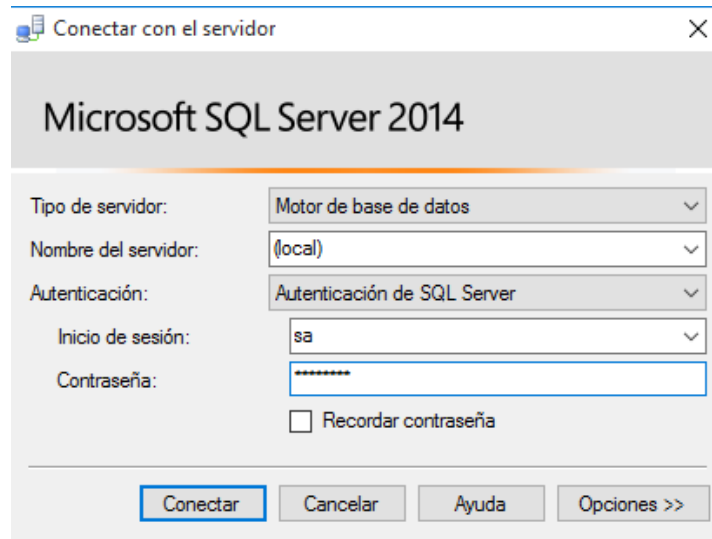 Conectar con el servidor
Microsoft SQL Server 2014
Tipo de servidor: Motor de base de datos
Nombre del servidor: (local)
Autenticación: Autenticación de SQL Server
Inicio de sesión: sa
Contraseña: ********
Recordar contraseña
Conectar Cancelar Ayuda Opciones >>